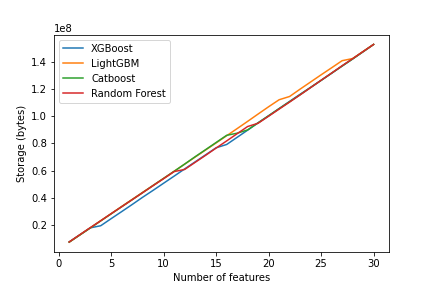 1e8
XGBoost
LightGBM
Catboost
Random Forest
1.4
1.2
1.0
0.8
0.6
0.4
0.2
Storage (bytes)
0 5 10 15 20 25 30
Number of features